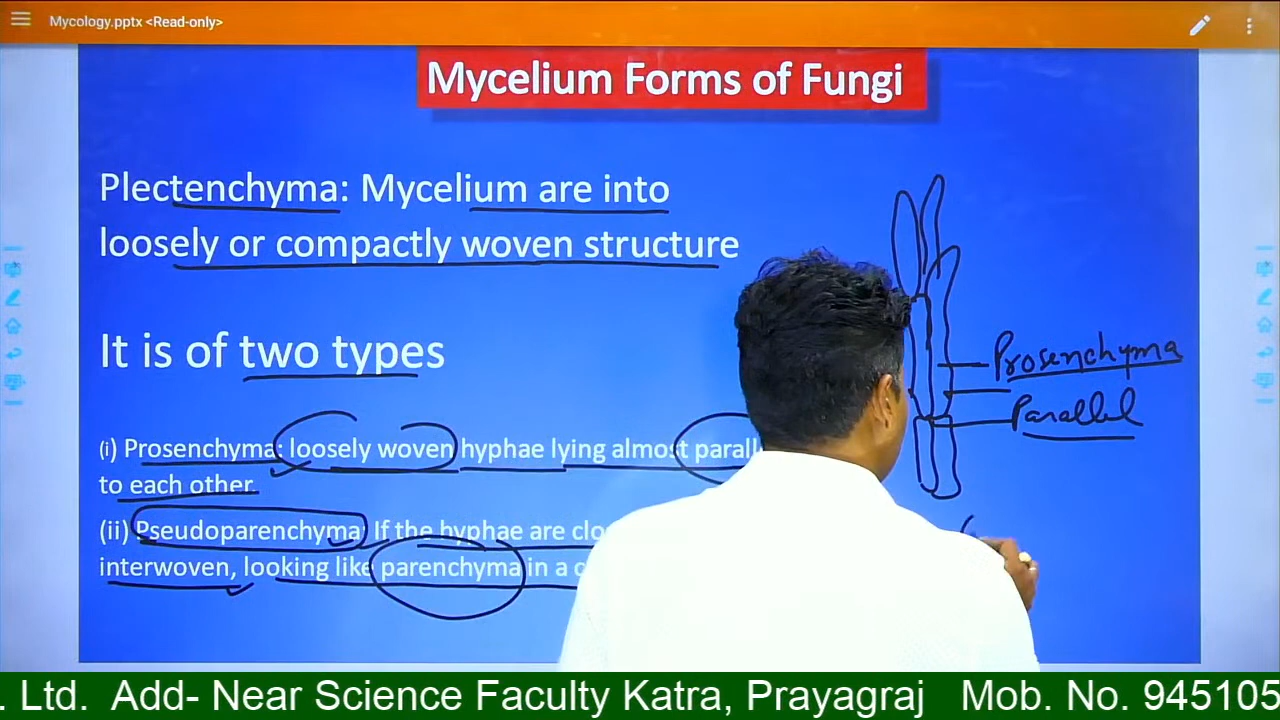 Mycology.pptx <Read-only>
Mycelium Forms of Fungi
Plectenchyma: Mycelium are into
loosely or compactly woven structure
It is of two types
(i) Prosenchyma: loosely woven hyphae lying almost parall
to each other.
(ii) Pseudoparenchyma If the hyphae are clo
interwoven, looking like parenchyma in a
Prosenchyma
Parallel
. Ltd. Add- Near Science Faculty Katra, Prayagraj Mob. No. 945105